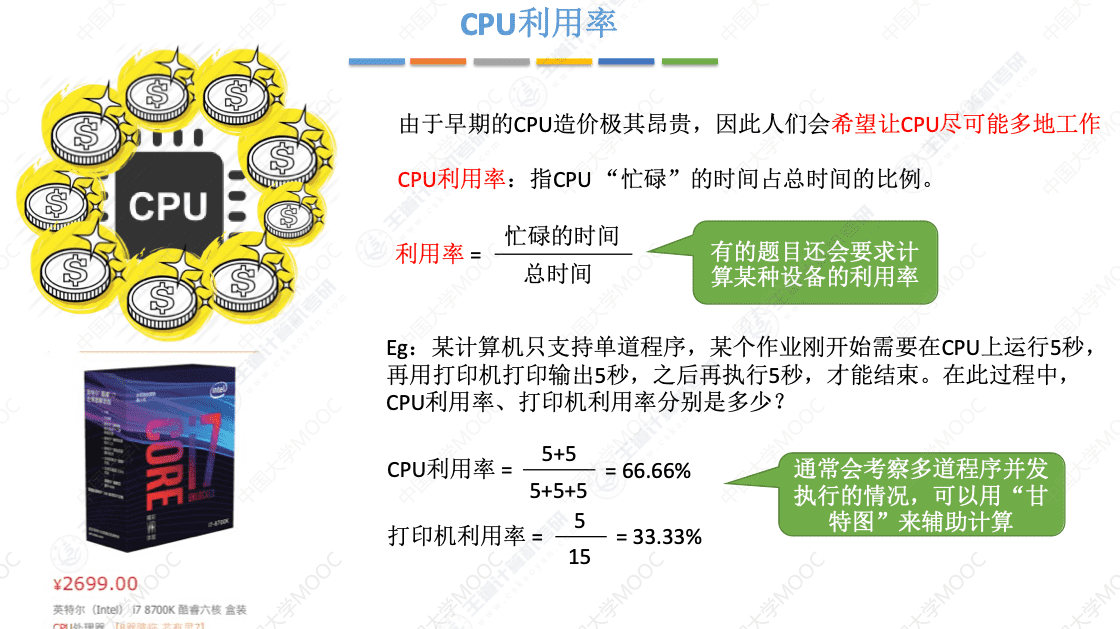 CPU利用率
由于早期的CPU造价极其昂贵，因此人们会希望让CPU尽可能多地工作
CPU利用率：指CPU “忙碌”的时间占总时间的比例。
利用率 = 忙碌的时间
总时间
有的题目还会要求计
算某种设备的利用率
Eg：某计算机只支持单道程序，某个作业刚开始需要在CPU上运行5秒，
再用打印机打印输出5秒，之后再执行5秒，才能结束。在此过程中，
CPU利用率、打印机利用率分别是多少？
CPU利用率 = 5+5
5+5+5
= 66.66%
打印机利用率 = 5
15
= 33.33%
通常会考察多道程序并发
执行的情况，可以用“甘
特图”来辅助计算
CPU
intel
CORE
i7
i7-8700K
¥2699.00
英特尔（Intel） i7 8700K 酷睿六核 盒装
CPU处理器
中国大学MOOC
王道计算机考研